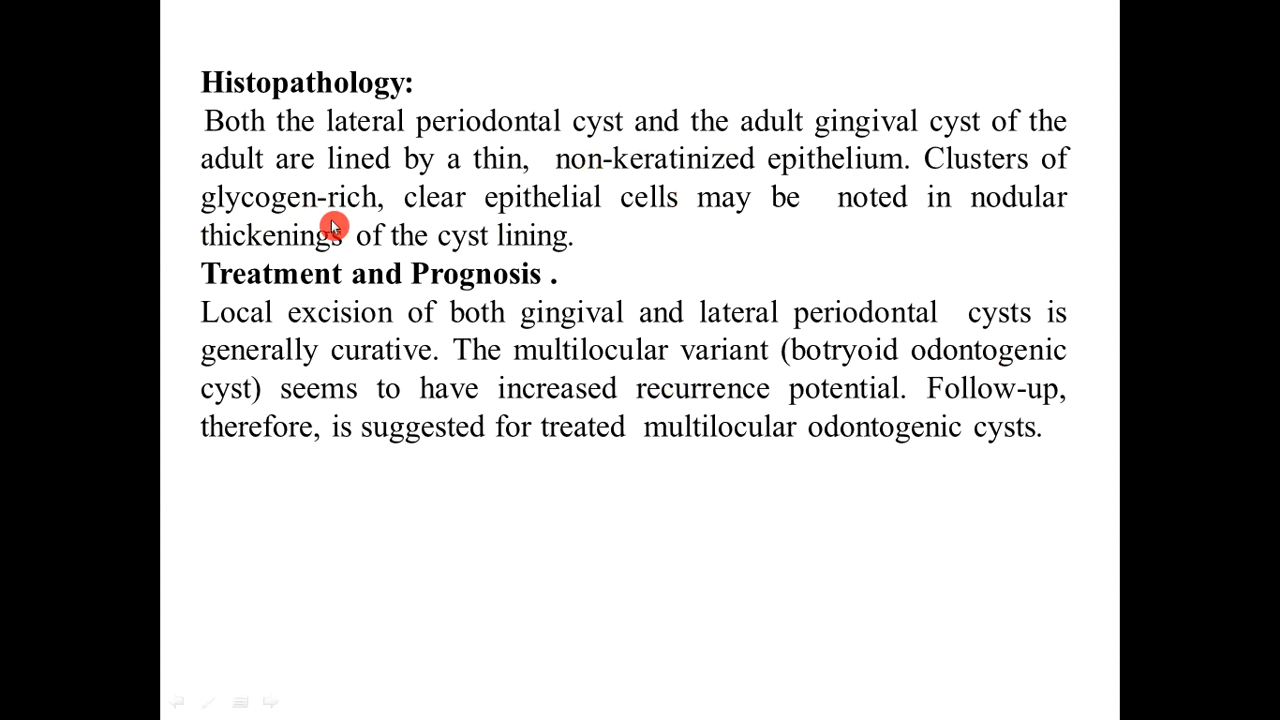 Histopathology:
Both the lateral periodontal cyst and the adult gingival cyst of the
adult are lined by a thin, non-keratinized epithelium. Clusters of
glycogen-rich, clear epithelial cells may be noted in nodular
thickenings of the cyst lining.
Treatment and Prognosis .
Local excision of both gingival and lateral periodontal cysts is
generally curative. The multilocular variant (botryoid odontogenic
cyst) seems to have increased recurrence potential. Follow-up,
therefore, is suggested for treated multilocular odontogenic cysts.